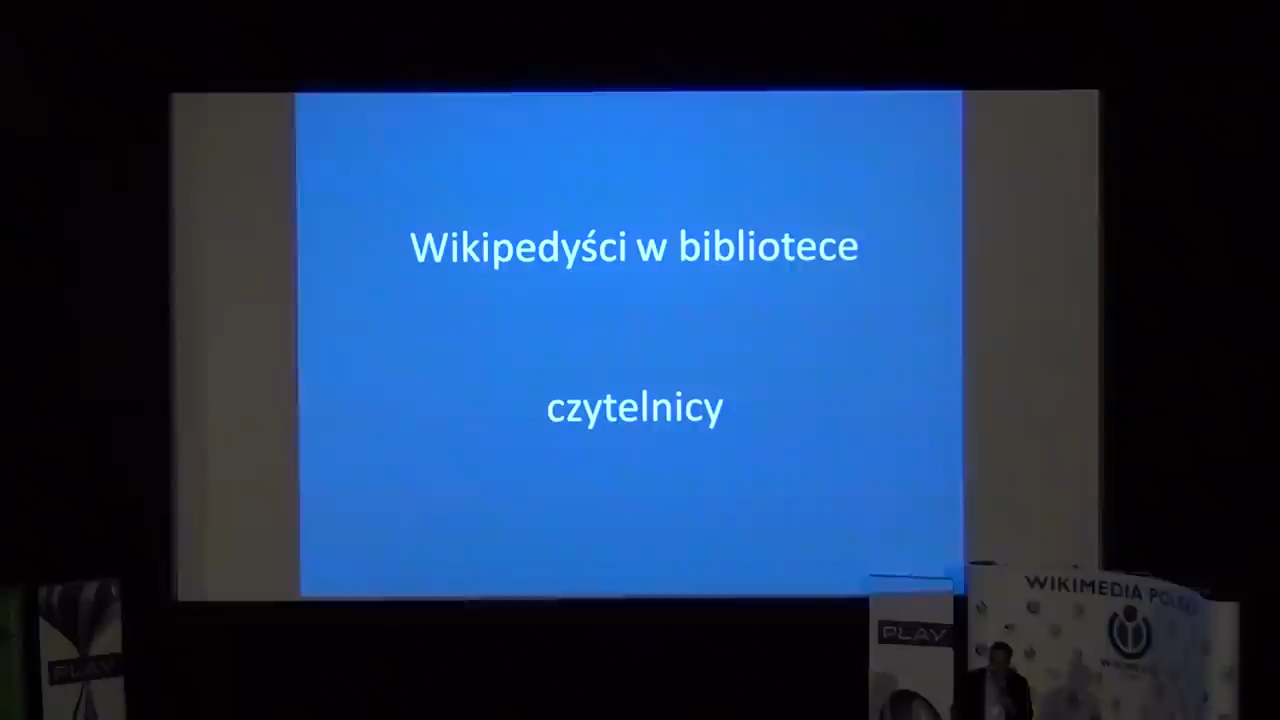 Wikipedyści w bibliotece
czytelnicy
WIKIMEDIA POLSKA
PLAY
PLAY